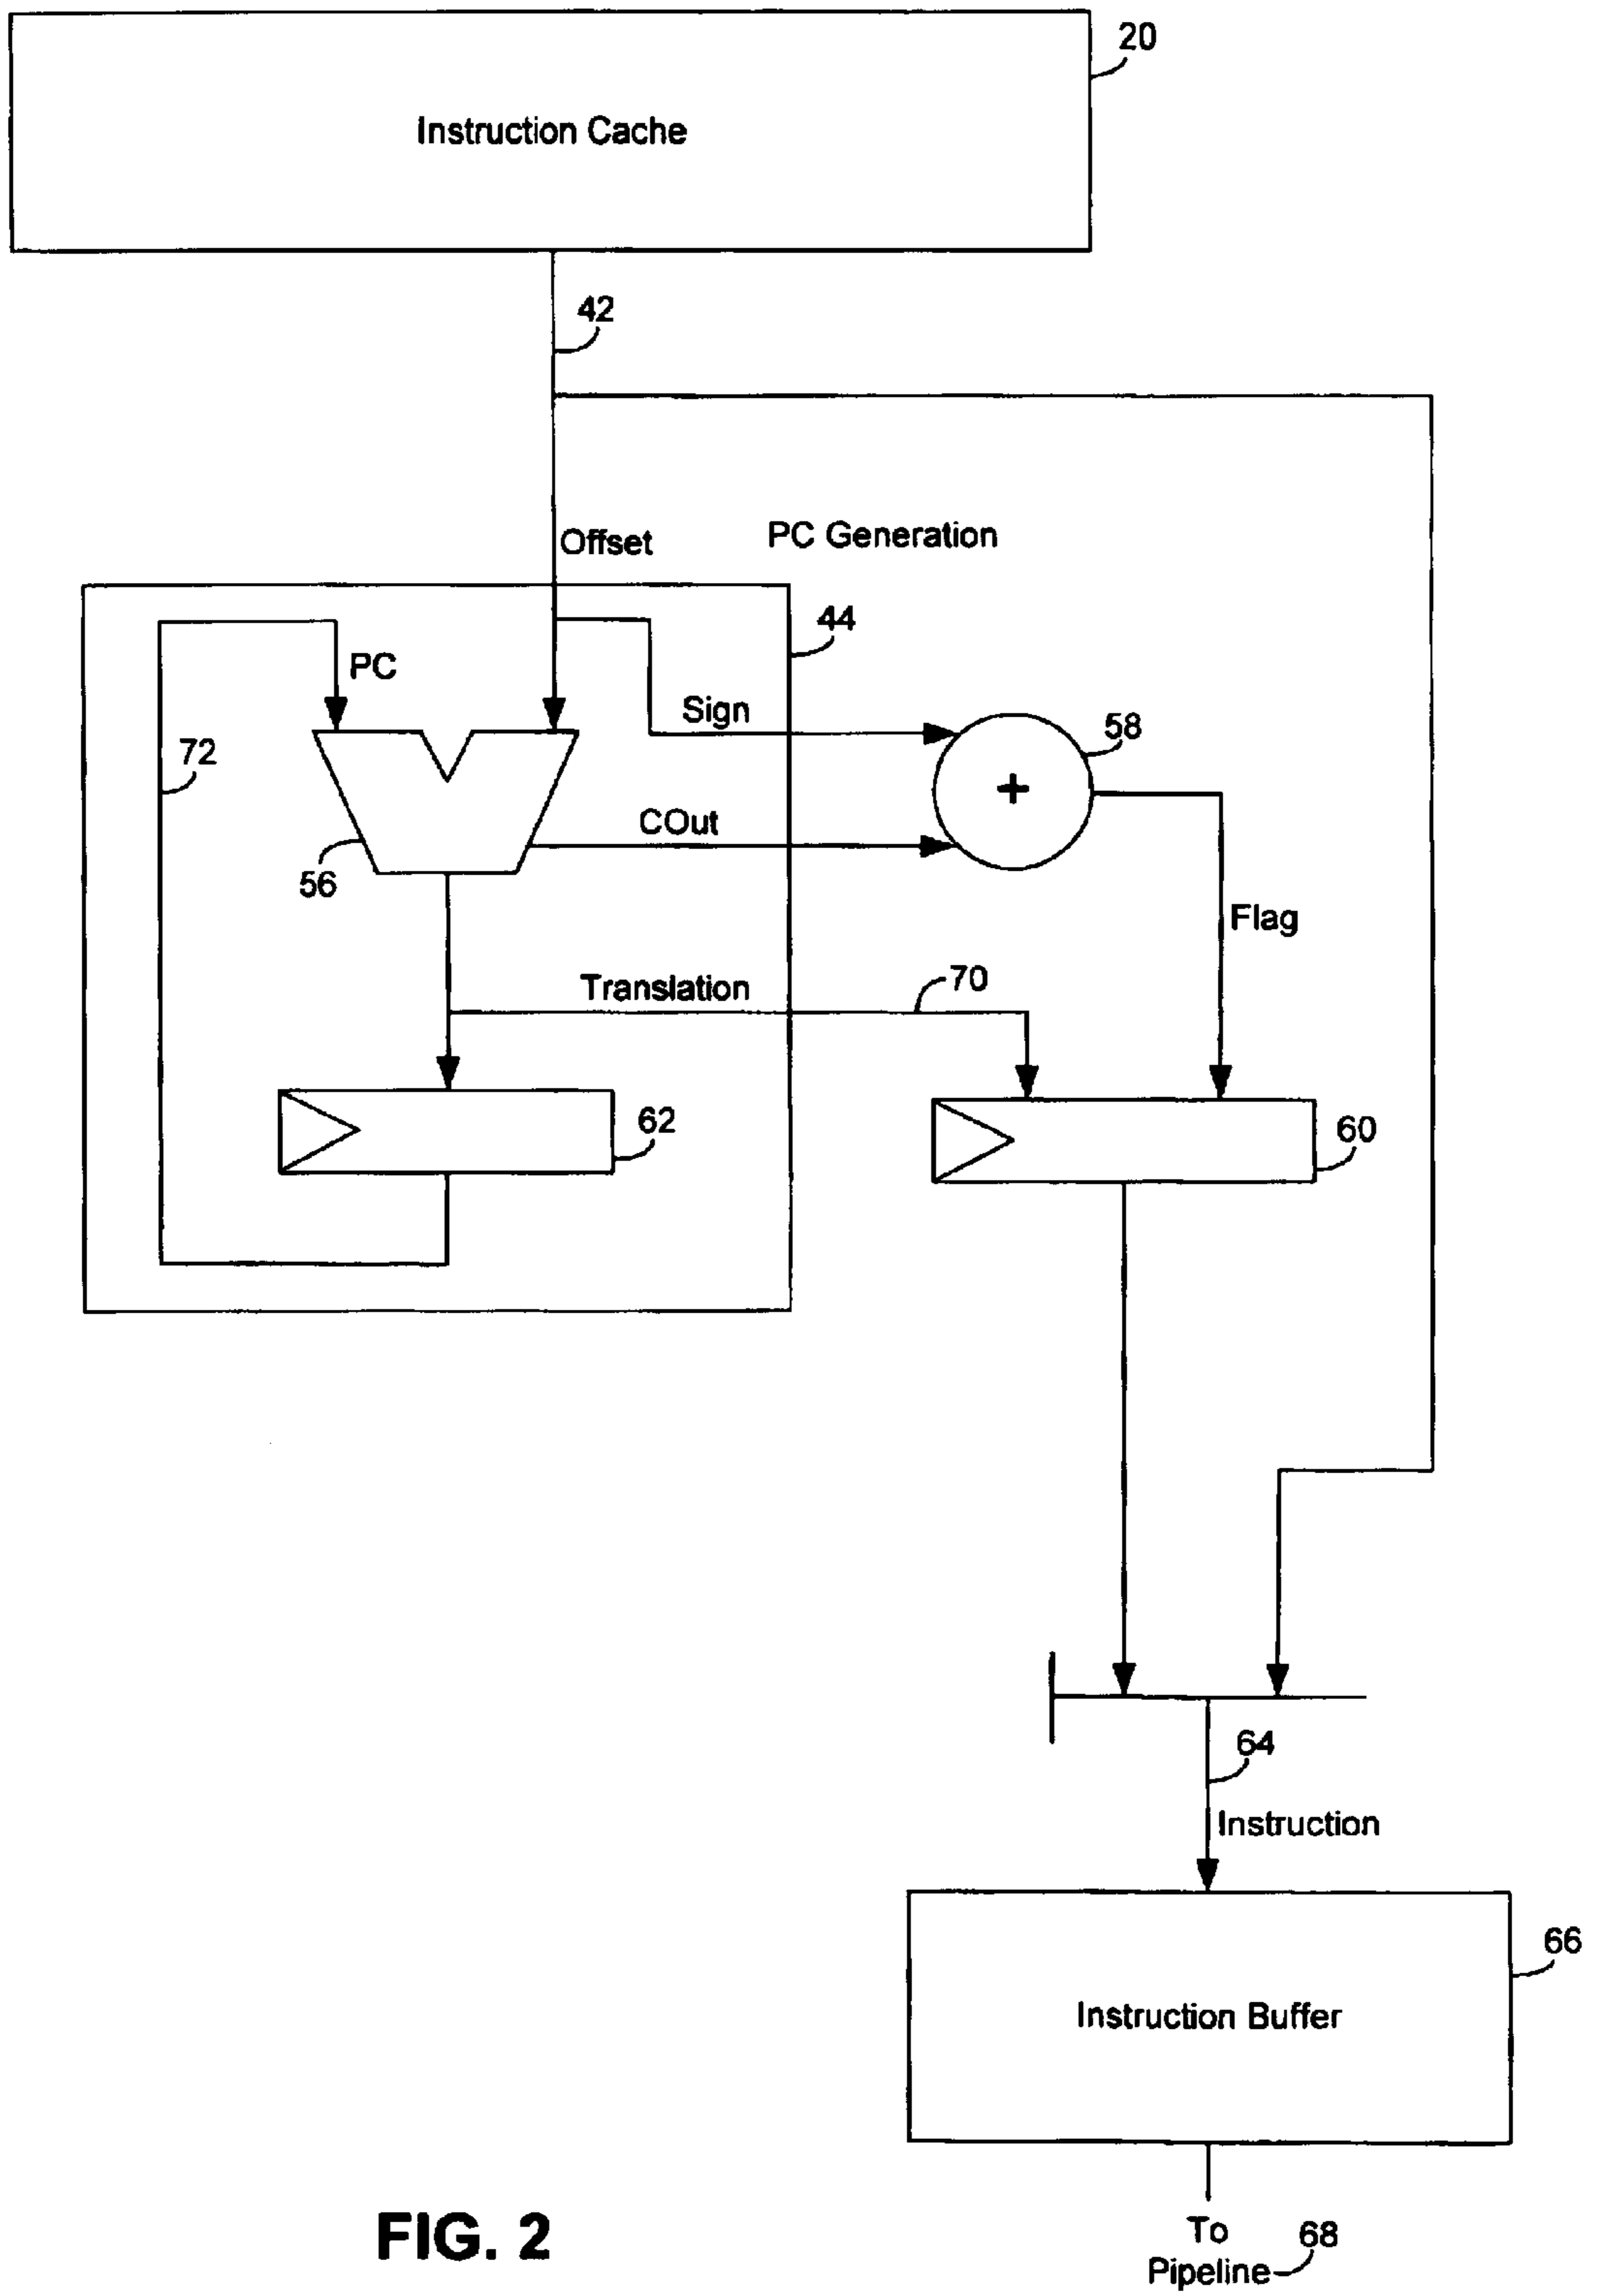 20
Instruction Cache
42
Offset
PC Generation
44
PC
Sign
58
72
+
COut
56
Flag
Translation
70
62
60
64
Instruction
66
Instruction Buffer
To
Pipeline
68
FIG. 2